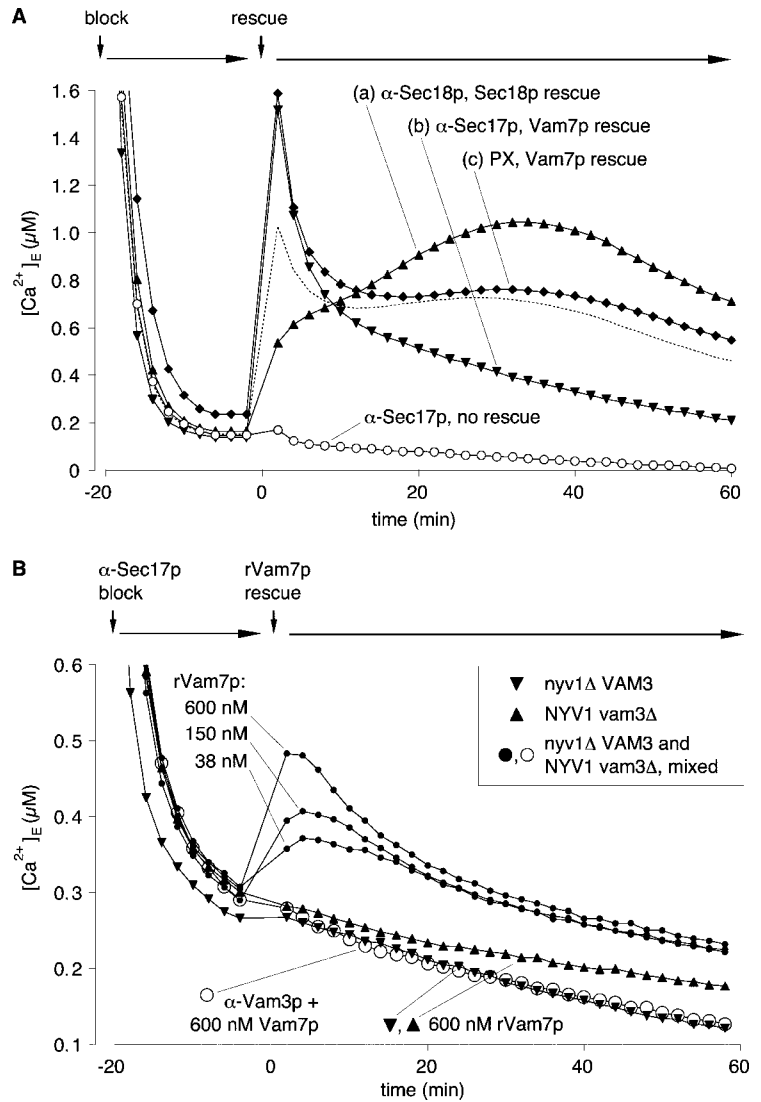 A
block
rescue
(a) α-Sec18p, Sec18p rescue
(b) α-Sec17p, Vam7p rescue
(c) PX, Vam7p rescue
α-Sec17p, no rescue
[Ca2+]E (µM)
1.6
1.4
1.2
1.0
0.8
0.6
0.4
0.2
0
-20
0
20
40
60
time (min)
B
α-Sec17p
block
rVam7p
rescue
rVam7p:
600 nM
150 nM
38 nM
nyv1Δ VAM3
NYV1 vam3Δ
nyv1Δ VAM3 and
NYV1 vam3Δ, mixed
α-Vam3p +
600 nM Vam7p
, 600 nM rVam7p
[Ca2+]E (µM)
0.6
0.5
0.4
0.3
0.2
0.1
-20
0
20
40
60
time (min)